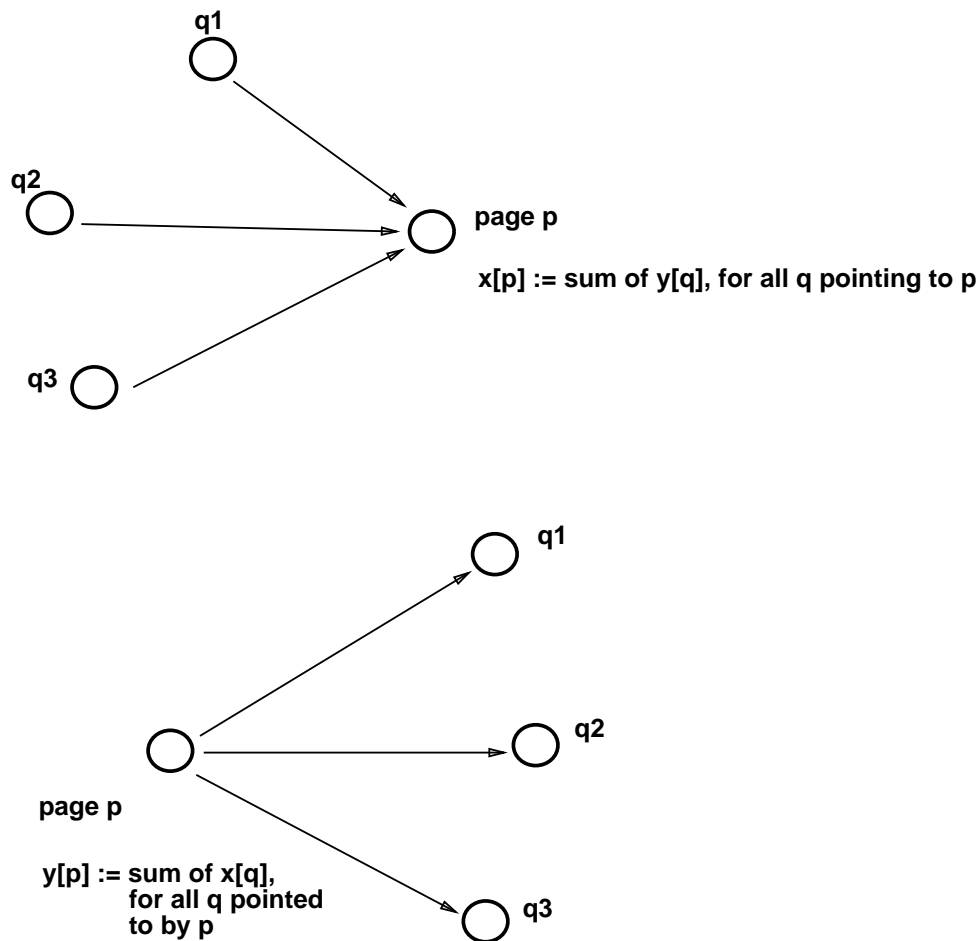 q1
q2
page p
x[p] := sum of y[q], for all q pointing to p
q3
q1
q2
page p
y[p] := sum of x[q],
for all q pointed
to by p
q3